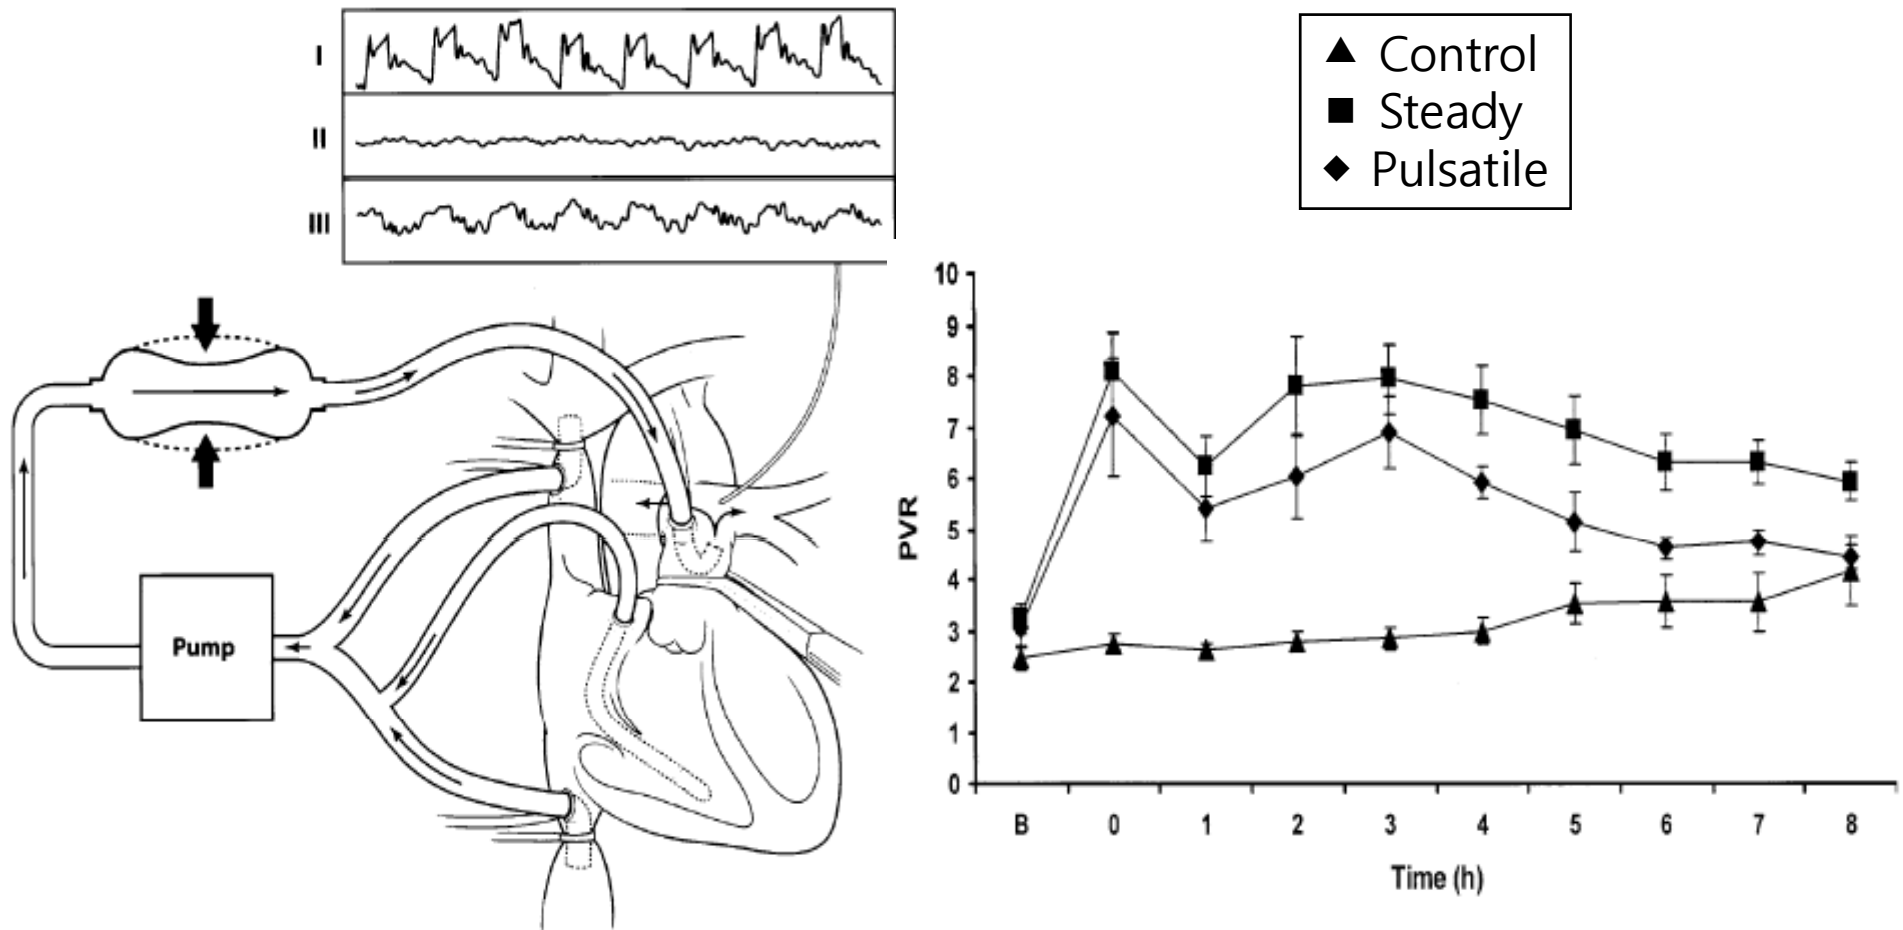 I
II
III
Pump
Control
Steady
Pulsatile
10
9
8
7
6
5
4
3
2
1
0
PVR
B 0 1 2 3 4 5 6 7 8
Time (h)